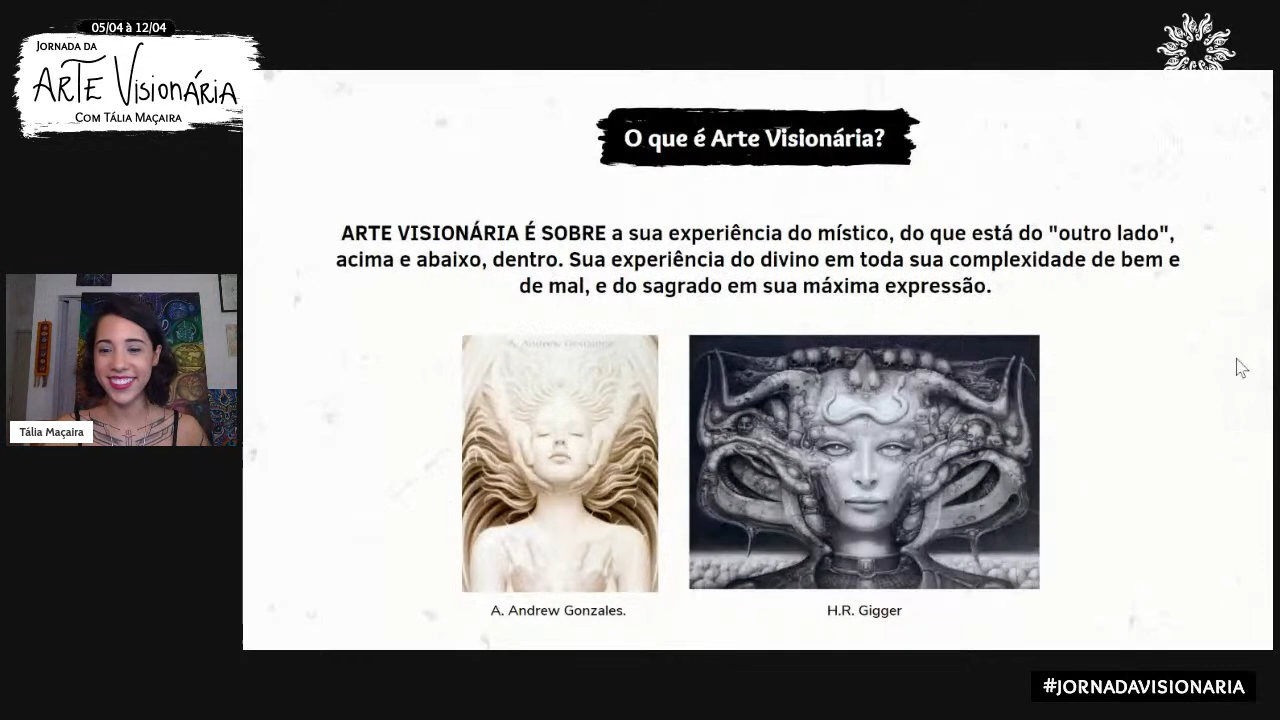 05/04 à 12/04
JORNADA DA
ARTE VISIONÁRIA
COM TÁLIA MAÇAIRA
O que é Arte Visionária?
ARTE VISIONÁRIA É SOBRE a sua experiência do místico, do que está do "outro lado",
acima e abaixo, dentro. Sua experiência do divino em toda sua complexidade de bem e
de mal, e do sagrado em sua máxima expressão.
Tália Maçaira
A. Andrew Gonzales.
H.R. Gigger
#JORNADAVISIONARIA